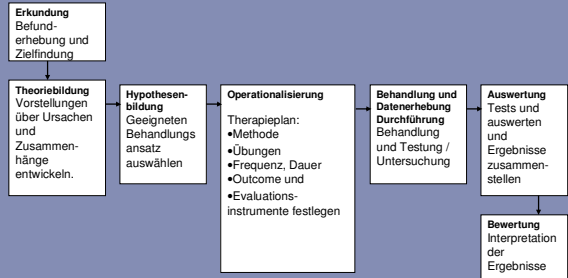 Erkundung
Befund-
erhebung und
Zielfindung
Theoriebildung
Vorstellungen
über Ursachen
und
Zusammen-
hänge
entwickeln.
Hypothesen-
bildung
Geeigneten
Behandlungs
ansatz
auswählen
Operationalisierung
Therapieplan:
•Methode
•Übungen
•Frequenz, Dauer
•Outcome und
•Evaluations-
instrumente festlegen
Behandlung und
Datenerhebung
Durchführung
Behandlung
und Testung /
Untersuchung
Auswertung
Tests und
auswerten
und
Ergebnisse
zusammen-
stellen
Bewertung
Interpretation
der
Ergebnisse